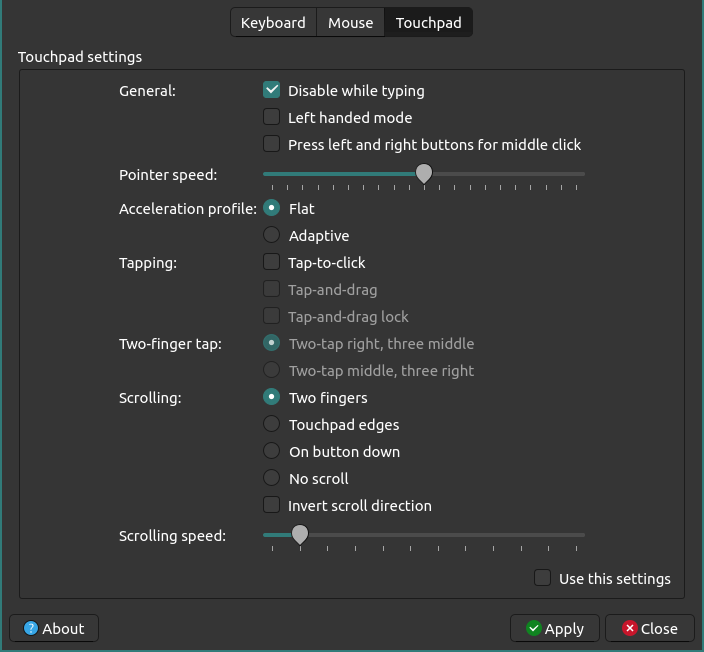 Keyboard Mouse Touchpad
Touchpad settings
General: Disable while typing
Left handed mode
Press left and right buttons for middle click
Pointer speed:
Acceleration profile: Flat
Adaptive
Tapping: Tap-to-click
Tap-and-drag
Tap-and-drag lock
Two-finger tap: Two-tap right, three middle
Two-tap middle, three right
Scrolling: Two fingers
Touchpad edges
On button down
No scroll
Invert scroll direction
Scrolling speed:
Use this settings
? About Apply Close